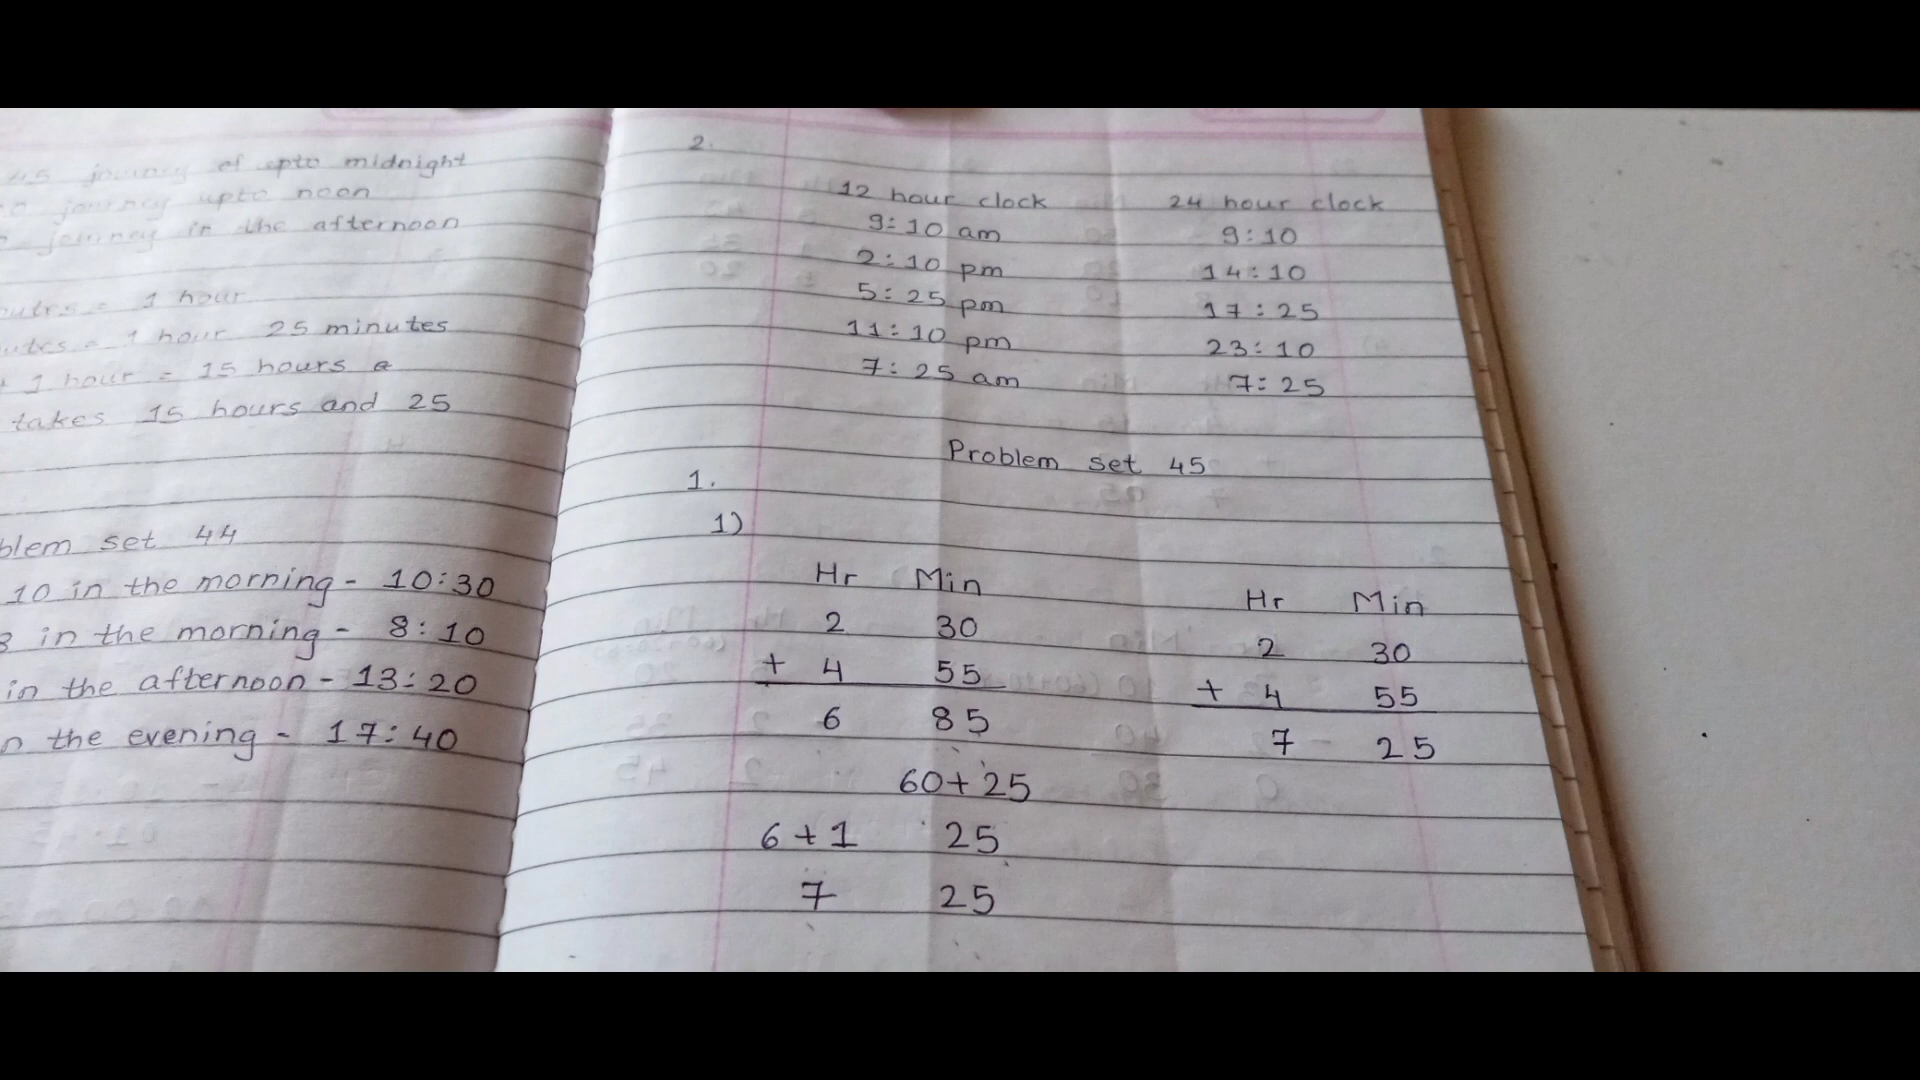 45 journey of upto midnight
journey upto noon
journey in the afternoon
= 1 hour
= 1 hour 25 minutes
1 hour = 15 hours
takes 15 hours and 25
blem set 44
10 in the morning - 10:30
8 in the morning - 8:10
in the afternoon - 13:20
n the evening - 17:40
2.
12 hour clock 24 hour clock
9:10 am 9:10
2:10 pm 14:10
5:25 pm 17:25
11:10 pm 23:10
7:25 am 7:25
Problem set 45
1.
1)
Hr Min Hr Min
2 30 2 30
+ 4 55 + 4 55
6 85 7 25
60+25
6+1 25
7 25